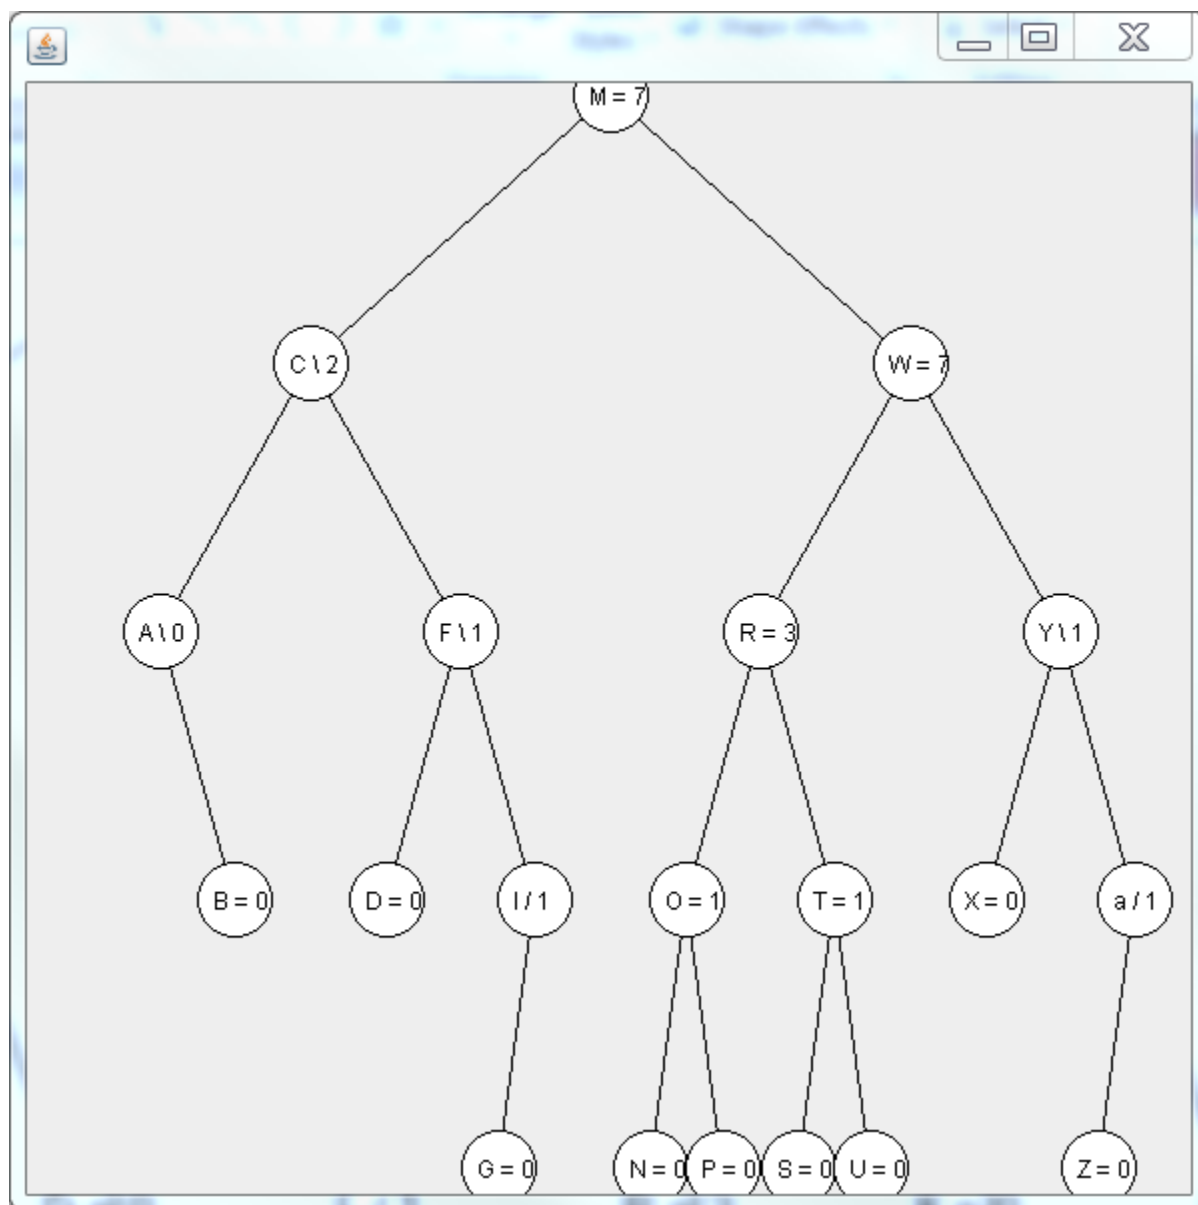 M = 7
C \ 2
W = 7
A \ 0
F \ 1
R = 3
Y \ 1
B = 0
D = 0
I / 1
O = 1
T = 1
X = 0
a / 1
G = 0
N = 0
P = 0
S = 0
U = 0
Z = 0